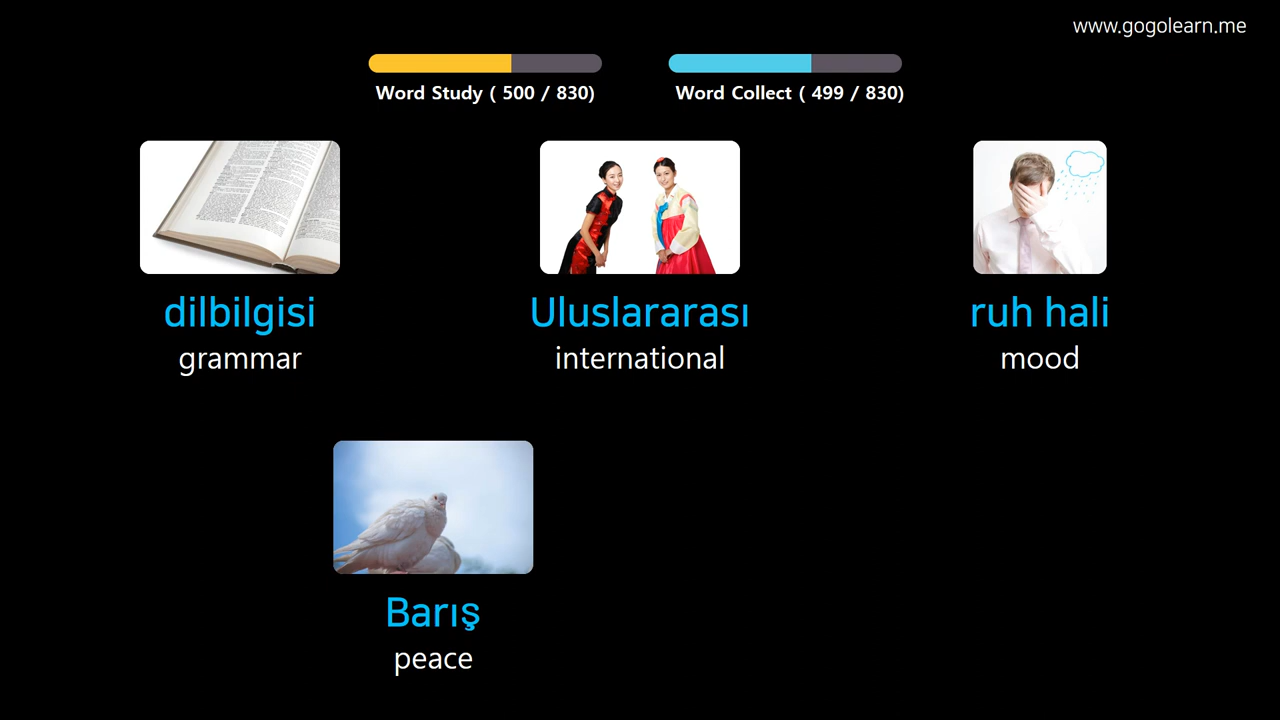 www.gogolearn.me
Word Study ( 500 / 830)
Word Collect ( 499 / 830)
dilbilgisi
grammar
Uluslararası
international
ruh hali
mood
Barış
peace